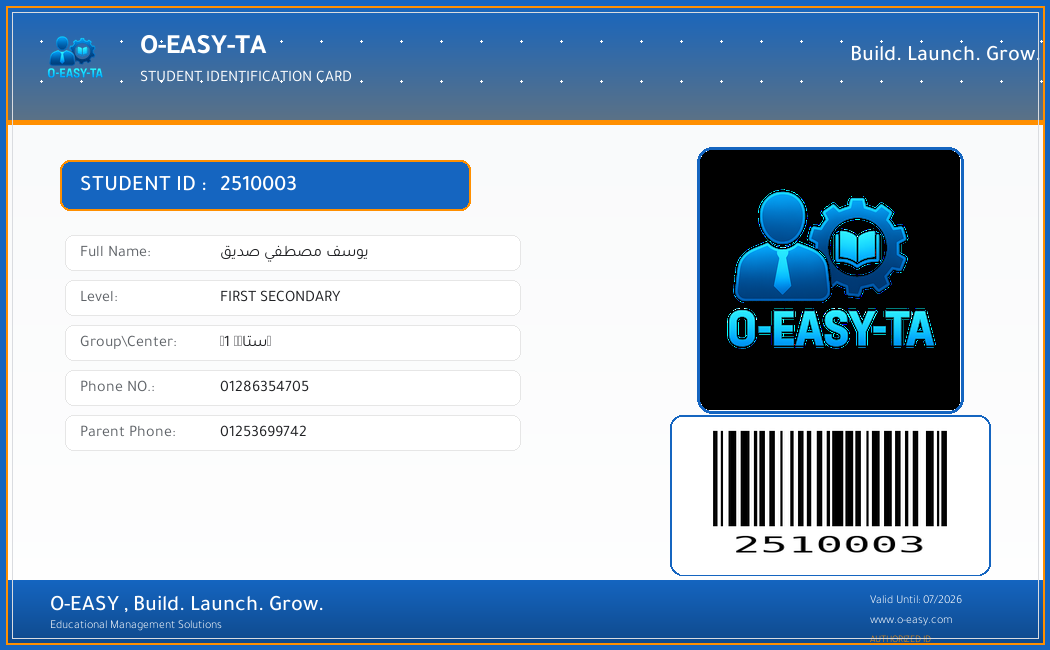 O-EASY-TA
O-EASY-TA
STUDENT IDENTIFICATION CARD
Build. Launch. Grow.
STUDENT ID : 2510003
Full Name: يوسف مصطفي صديق
Level: FIRST SECONDARY
Group\Center: ستا 1
Phone NO.: 01286354705
Parent Phone: 01253699742
O-EASY-TA
2510003
O-EASY , Build. Launch. Grow.
Educational Management Solutions
Valid Until: 07/2026
www.o-easy.com
AUTHORIZED ID